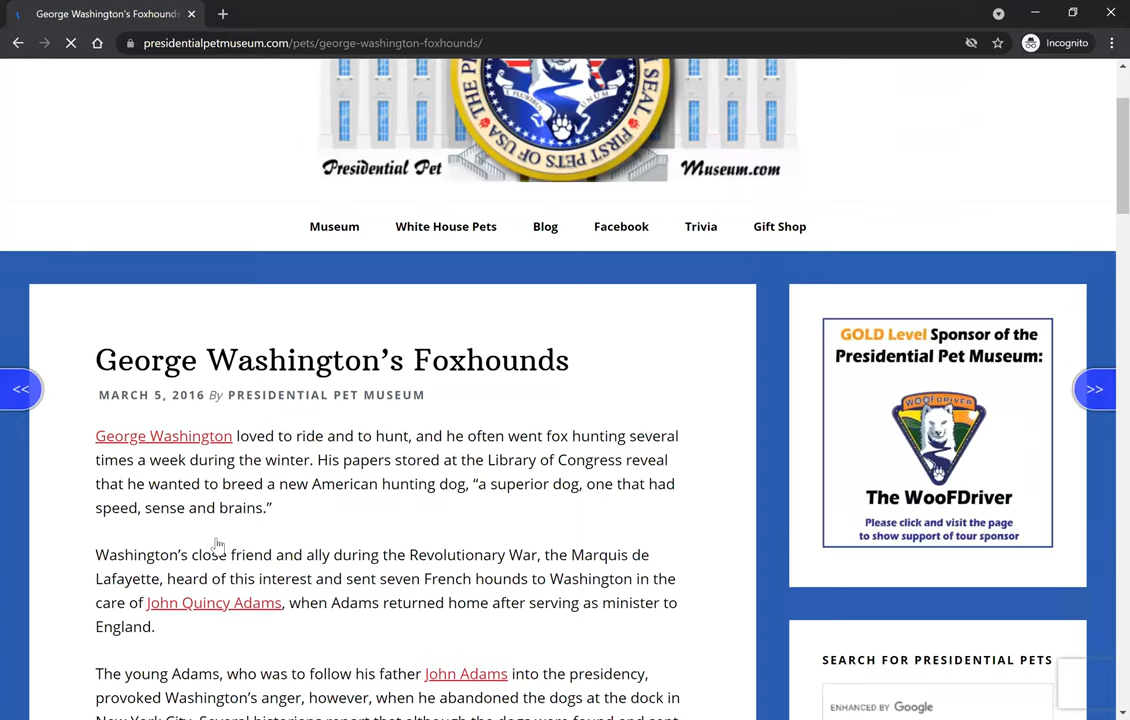 George Washington's Foxhounds
presidentialpetmuseum.com/pets/george-washington-foxhounds/
Incognito
THE P
SEAL
FIRST PETS OF USA
PLURIBUS
UNUM
Presidential Pet
Museum.com
Museum
White House Pets
Blog
Facebook
Trivia
Gift Shop
<<
>>
George Washington’s Foxhounds
MARCH 5, 2016 By PRESIDENTIAL PET MUSEUM
George Washington loved to ride and to hunt, and he often went fox hunting several
times a week during the winter. His papers stored at the Library of Congress reveal
that he wanted to breed a new American hunting dog, “a superior dog, one that had
speed, sense and brains.”
Washington’s close friend and ally during the Revolutionary War, the Marquis de
Lafayette, heard of this interest and sent seven French hounds to Washington in the
care of John Quincy Adams, when Adams returned home after serving as minister to
England.
The young Adams, who was to follow his father John Adams into the presidency,
provoked Washington’s anger, however, when he abandoned the dogs at the dock in
New York City. Several historians report that although the dogs were found and sent
GOLD Level Sponsor of the
Presidential Pet Museum:
WOOFDRIVER
The WooFDriver
Please click and visit the page
to show support of tour sponsor
SEARCH FOR PRESIDENTIAL PETS
ENHANCED BY Google